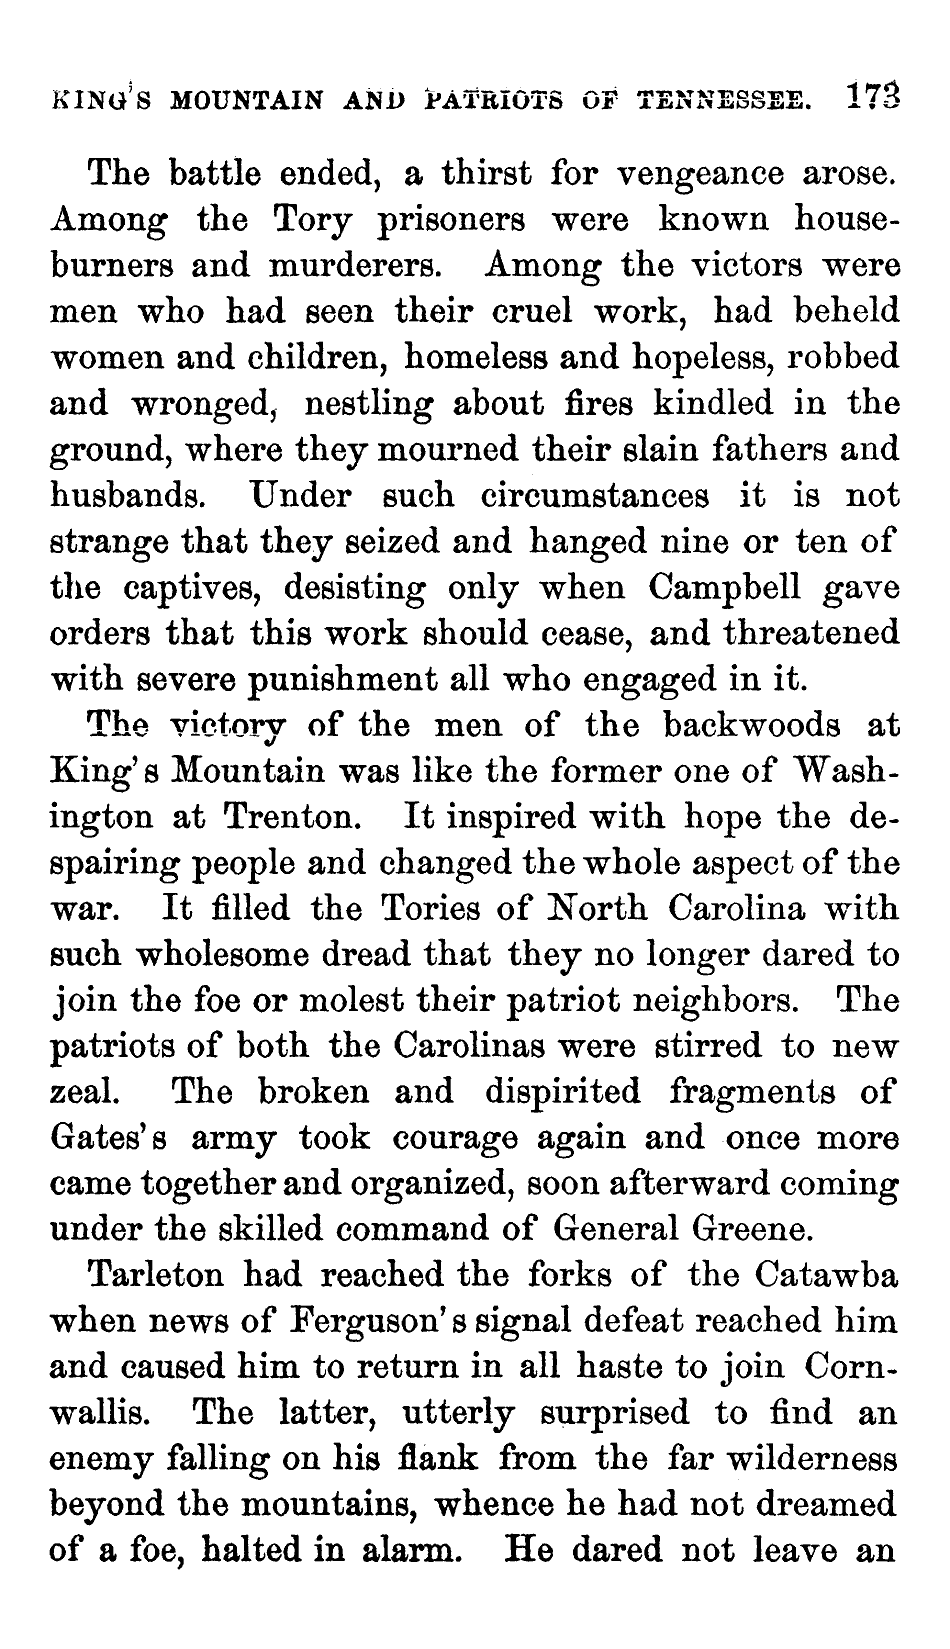 KING'S MOUNTAIN AND PATRIOTS OF TENNESSEE. 173
The battle ended, a thirst for vengeance arose.
Among the Tory prisoners were known house-
burners and murderers. Among the victors were
men who had seen their cruel work, had beheld
women and children, homeless and hopeless, robbed
and wronged, nestling about fires kindled in the
ground, where they mourned their slain fathers and
husbands. Under such circumstances it is not
strange that they seized and hanged nine or ten of
the captives, desisting only when Campbell gave
orders that this work should cease, and threatened
with severe punishment all who engaged in it.
The victory of the men of the backwoods at
King's Mountain was like the former one of Wash-
ington at Trenton. It inspired with hope the de-
spairing people and changed the whole aspect of the
war. It filled the Tories of North Carolina with
such wholesome dread that they no longer dared to
join the foe or molest their patriot neighbors. The
patriots of both the Carolinas were stirred to new
zeal. The broken and dispirited fragments of
Gates's army took courage again and once more
came together and organized, soon afterward coming
under the skilled command of General Greene.
Tarleton had reached the forks of the Catawba
when news of Ferguson's signal defeat reached him
and caused him to return in all haste to join Corn-
wallis. The latter, utterly surprised to find an
enemy falling on his flank from the far wilderness
beyond the mountains, whence he had not dreamed
of a foe, halted in alarm. He dared not leave an